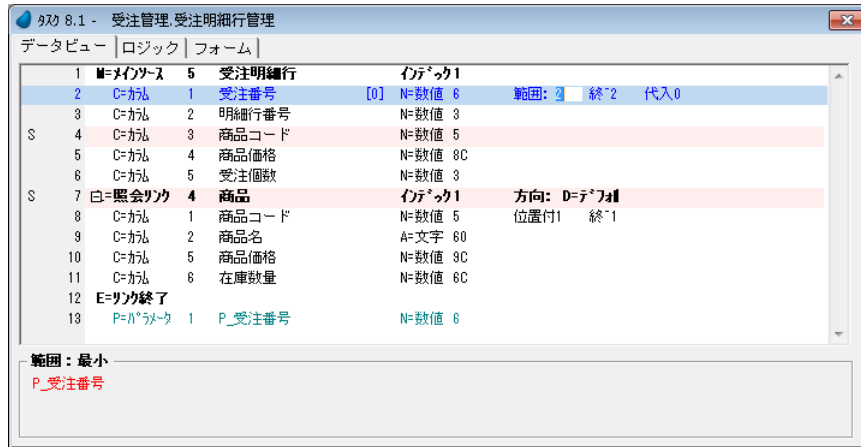 ﾀｽｸ 8.1 - 受注管理.受注明細行管理
データビュー ロジック フォーム
1 M=ﾒｲﾝｿｰｽ 5 受注明細行 ｲﾝﾃﾞｯｸ1
2 C=ｶﾗﾑ 1 受注番号 [0] N=数値 6 範囲: 2 終~2 代入0
3 C=ｶﾗﾑ 2 明細行番号 N=数値 3
S 4 C=ｶﾗﾑ 3 商品コード N=数値 5
5 C=ｶﾗﾑ 4 商品価格 N=数値 8C
6 C=ｶﾗﾑ 5 受注個数 N=数値 3
S 7 =照会ﾘﾝｸ 4 商品 ｲﾝﾃﾞｯｸ1 方向: D=ﾃﾞﾌｫﾙ
8 C=ｶﾗﾑ 1 商品コード N=数値 5 位置付1 終~1
9 C=ｶﾗﾑ 2 商品名 A=文字 60
10 C=ｶﾗﾑ 5 商品価格 N=数値 9C
11 C=ｶﾗﾑ 6 在庫数量 N=数値 6C
12 E=ﾘﾝｸ終了
13 P=ﾊﾟﾗﾒｰﾀ 1 P_受注番号 N=数値 6
範囲：最小
P_受注番号